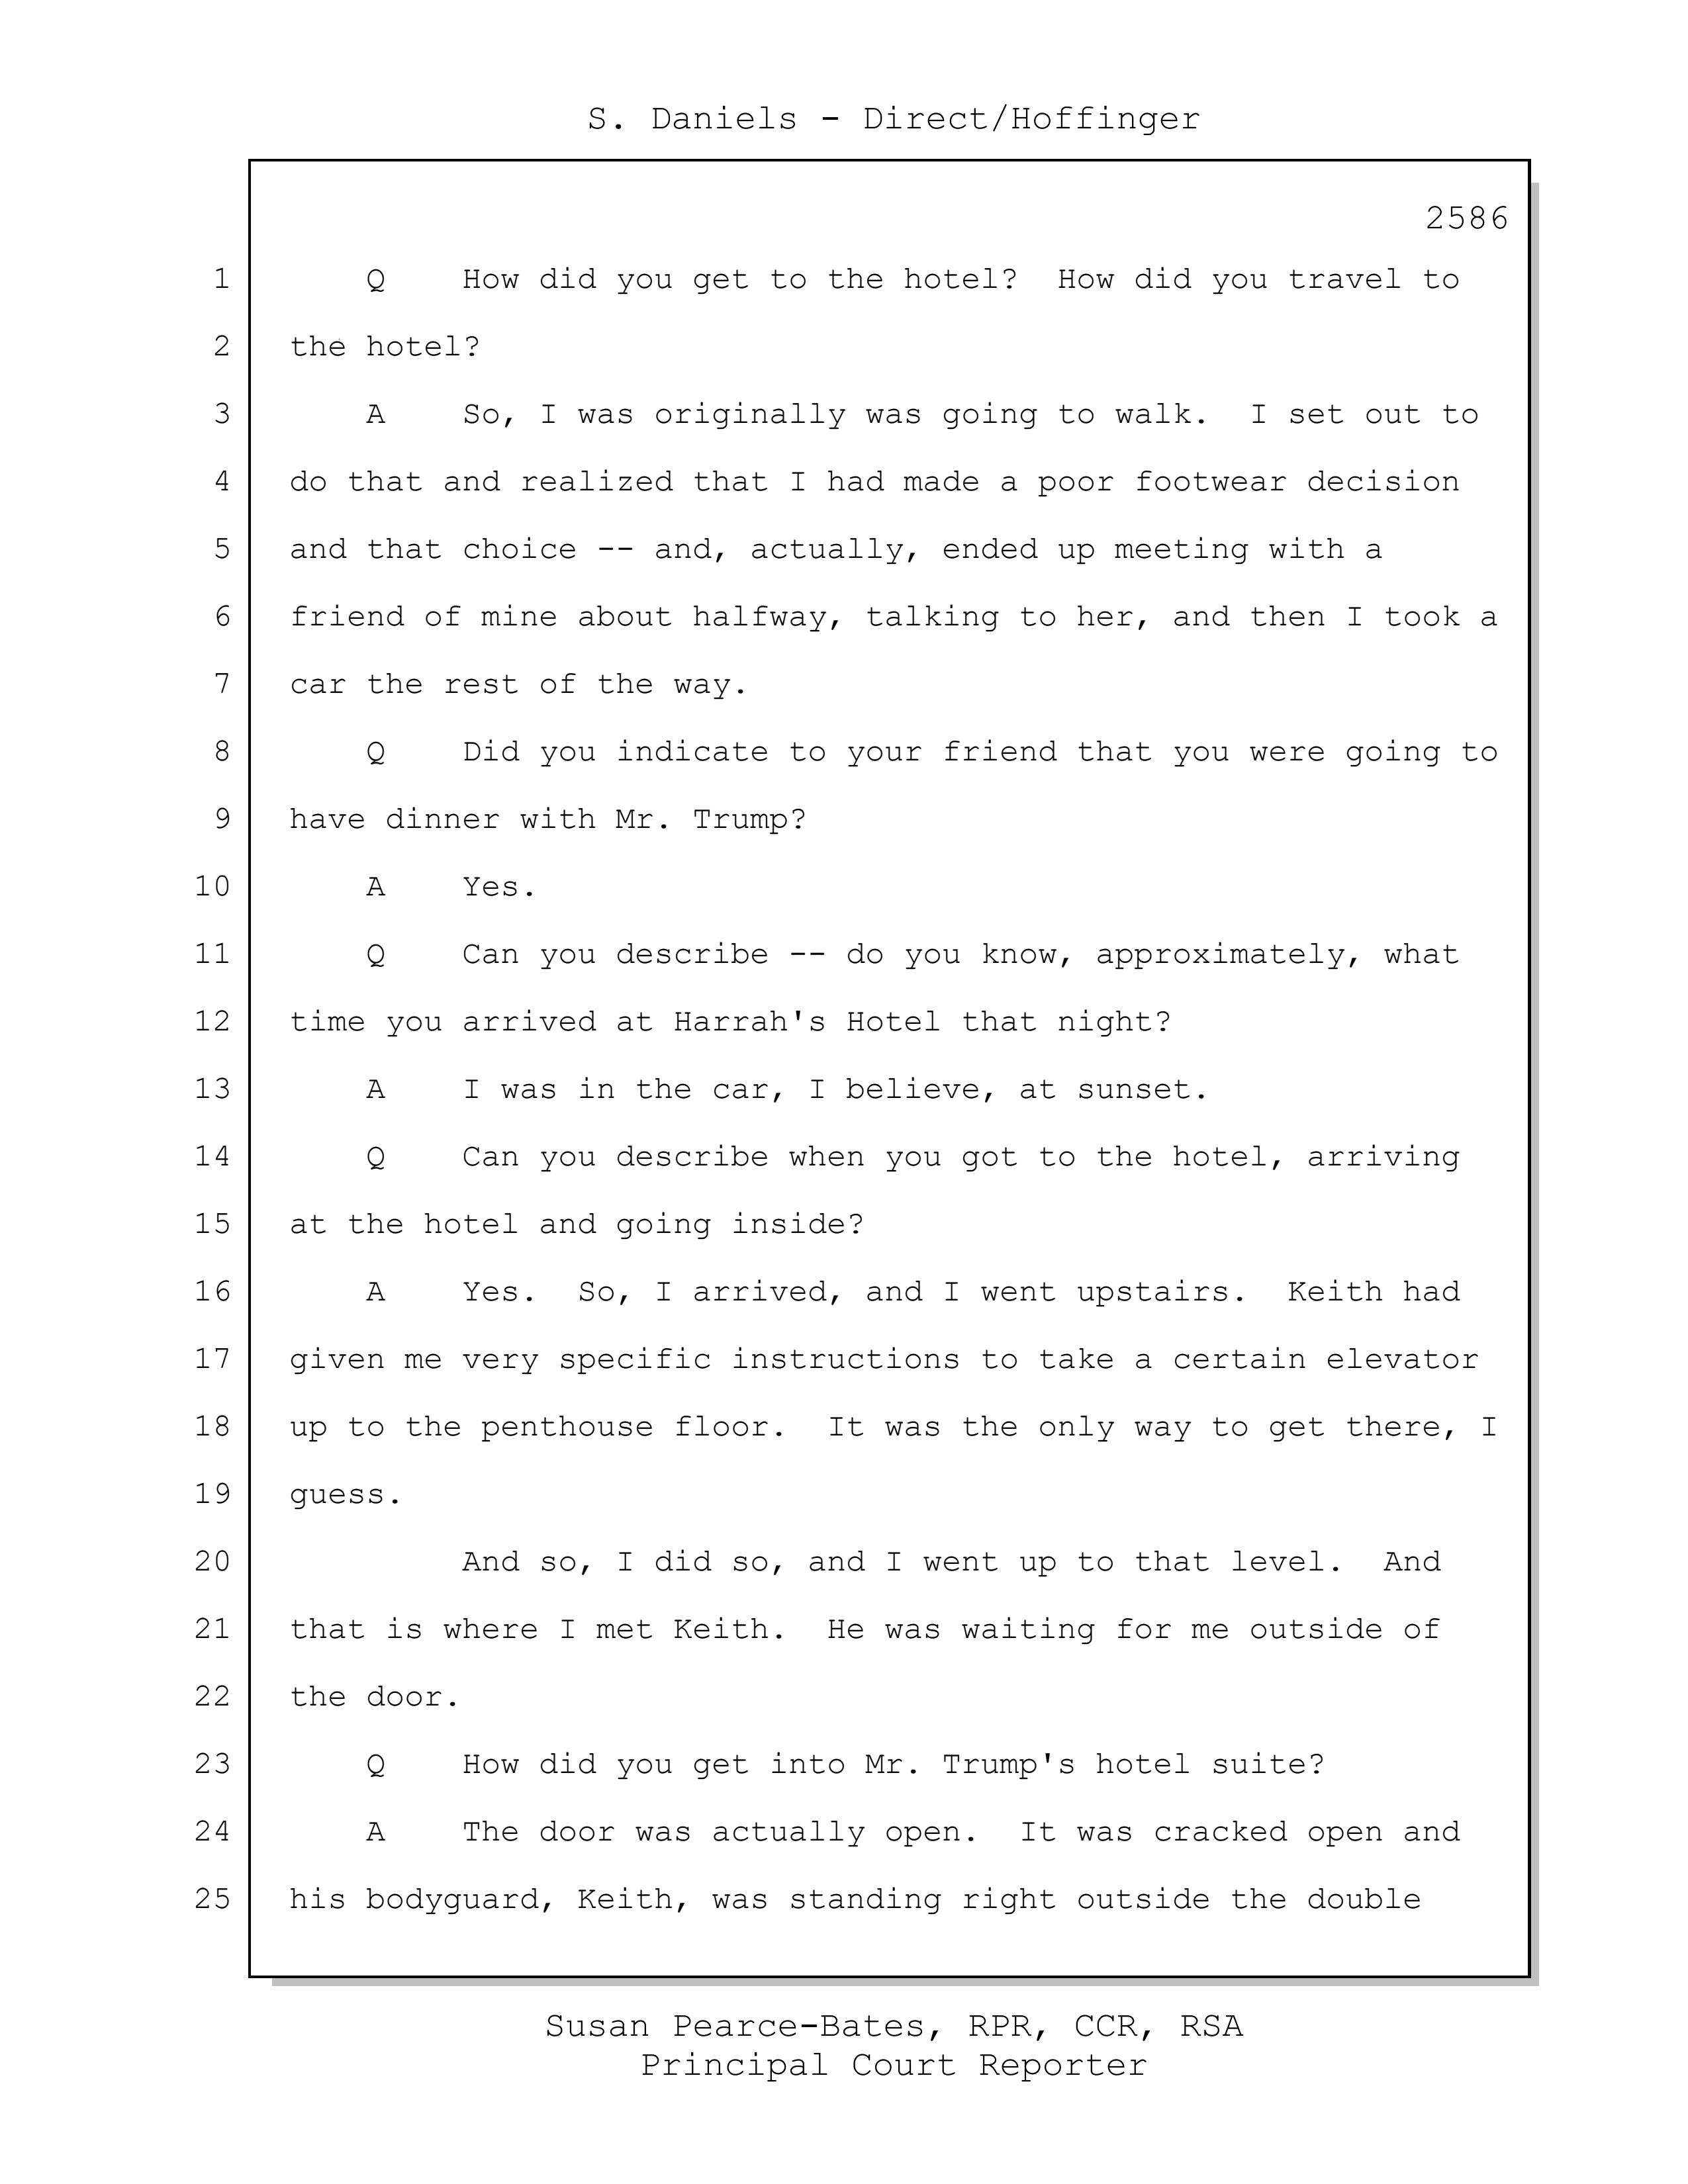 S. Daniels - Direct/Hoffinger
2586
1 Q How did you get to the hotel? How did you travel to
2 the hotel?
3 A So, I was originally was going to walk. I set out to
4 do that and realized that I had made a poor footwear decision
5 and that choice -- and, actually, ended up meeting with a
6 friend of mine about halfway, talking to her, and then I took a
7 car the rest of the way.
8 Q Did you indicate to your friend that you were going to
9 have dinner with Mr. Trump?
10 A Yes.
11 Q Can you describe -- do you know, approximately, what
12 time you arrived at Harrah's Hotel that night?
13 A I was in the car, I believe, at sunset.
14 Q Can you describe when you got to the hotel, arriving
15 at the hotel and going inside?
16 A Yes. So, I arrived, and I went upstairs. Keith had
17 given me very specific instructions to take a certain elevator
18 up to the penthouse floor. It was the only way to get there, I
19 guess.
20 And so, I did so, and I went up to that level. And
21 that is where I met Keith. He was waiting for me outside of
22 the door.
23 Q How did you get into Mr. Trump's hotel suite?
24 A The door was actually open. It was cracked open and
25 his bodyguard, Keith, was standing right outside the double
Susan Pearce-Bates, RPR, CCR, RSA
Principal Court Reporter